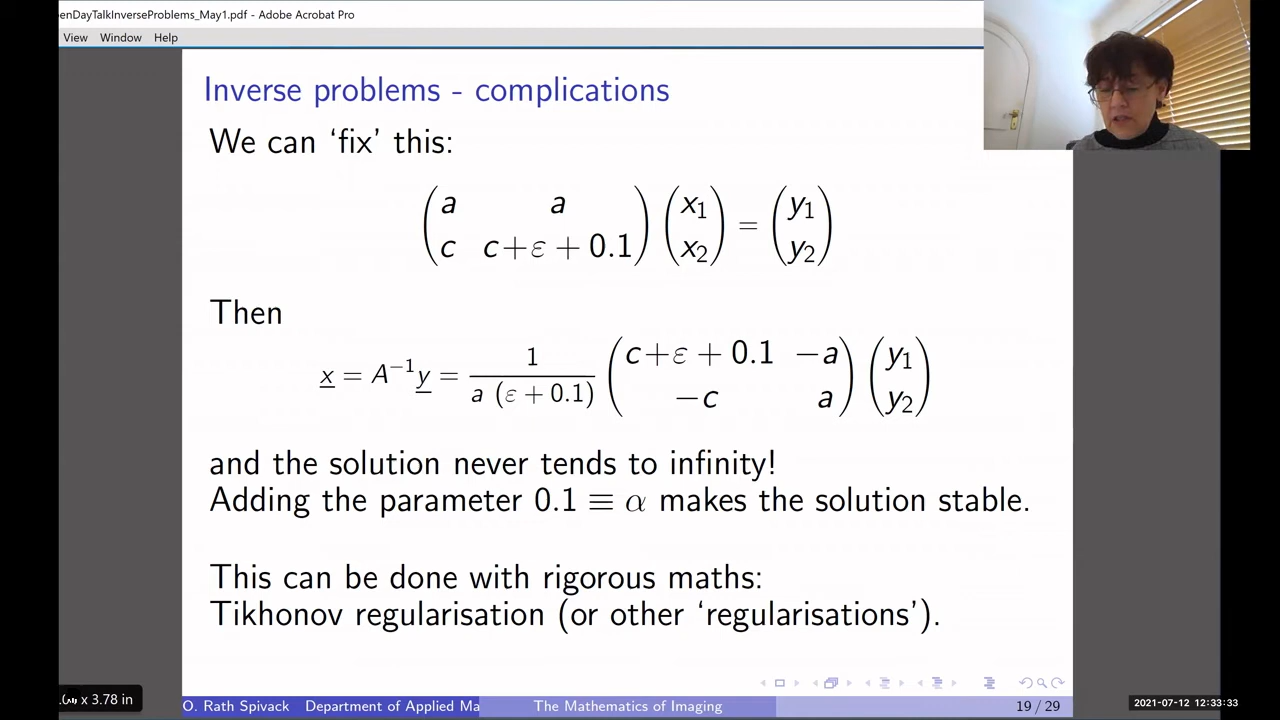 enDayTalkInverseProblems_May1.pdf - Adobe Acrobat Pro
View Window Help
Inverse problems - complications
We can ‘fix’ this:
( a a ) ( x1 ) = ( y1 )
( c c+ε + 0.1 ) ( x2 ) ( y2 )
Then
x = A−1y = 1 / a (ε + 0.1) ( c+ε + 0.1 −a ) ( y1 )
( −c a ) ( y2 )
and the solution never tends to infinity!
Adding the parameter 0.1 ≡ α makes the solution stable.
This can be done with rigorous maths:
Tikhonov regularisation (or other ‘regularisations’).
x 3.78 in
O. Rath Spivack Department of Applied Ma The Mathematics of Imaging 19 / 29
2021-07-12 12:33:33